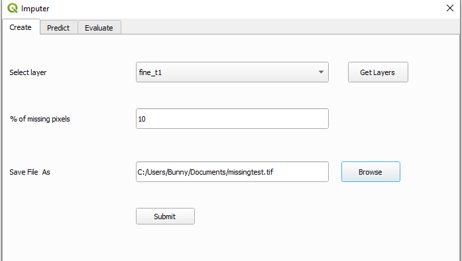 Imputer
Create Predict Evaluate
Select layer fine_t1 Get Layers
% of missing pixels 10
Save File As C:/Users/Bunny/Documents/missingtest.tif Browse
Submit